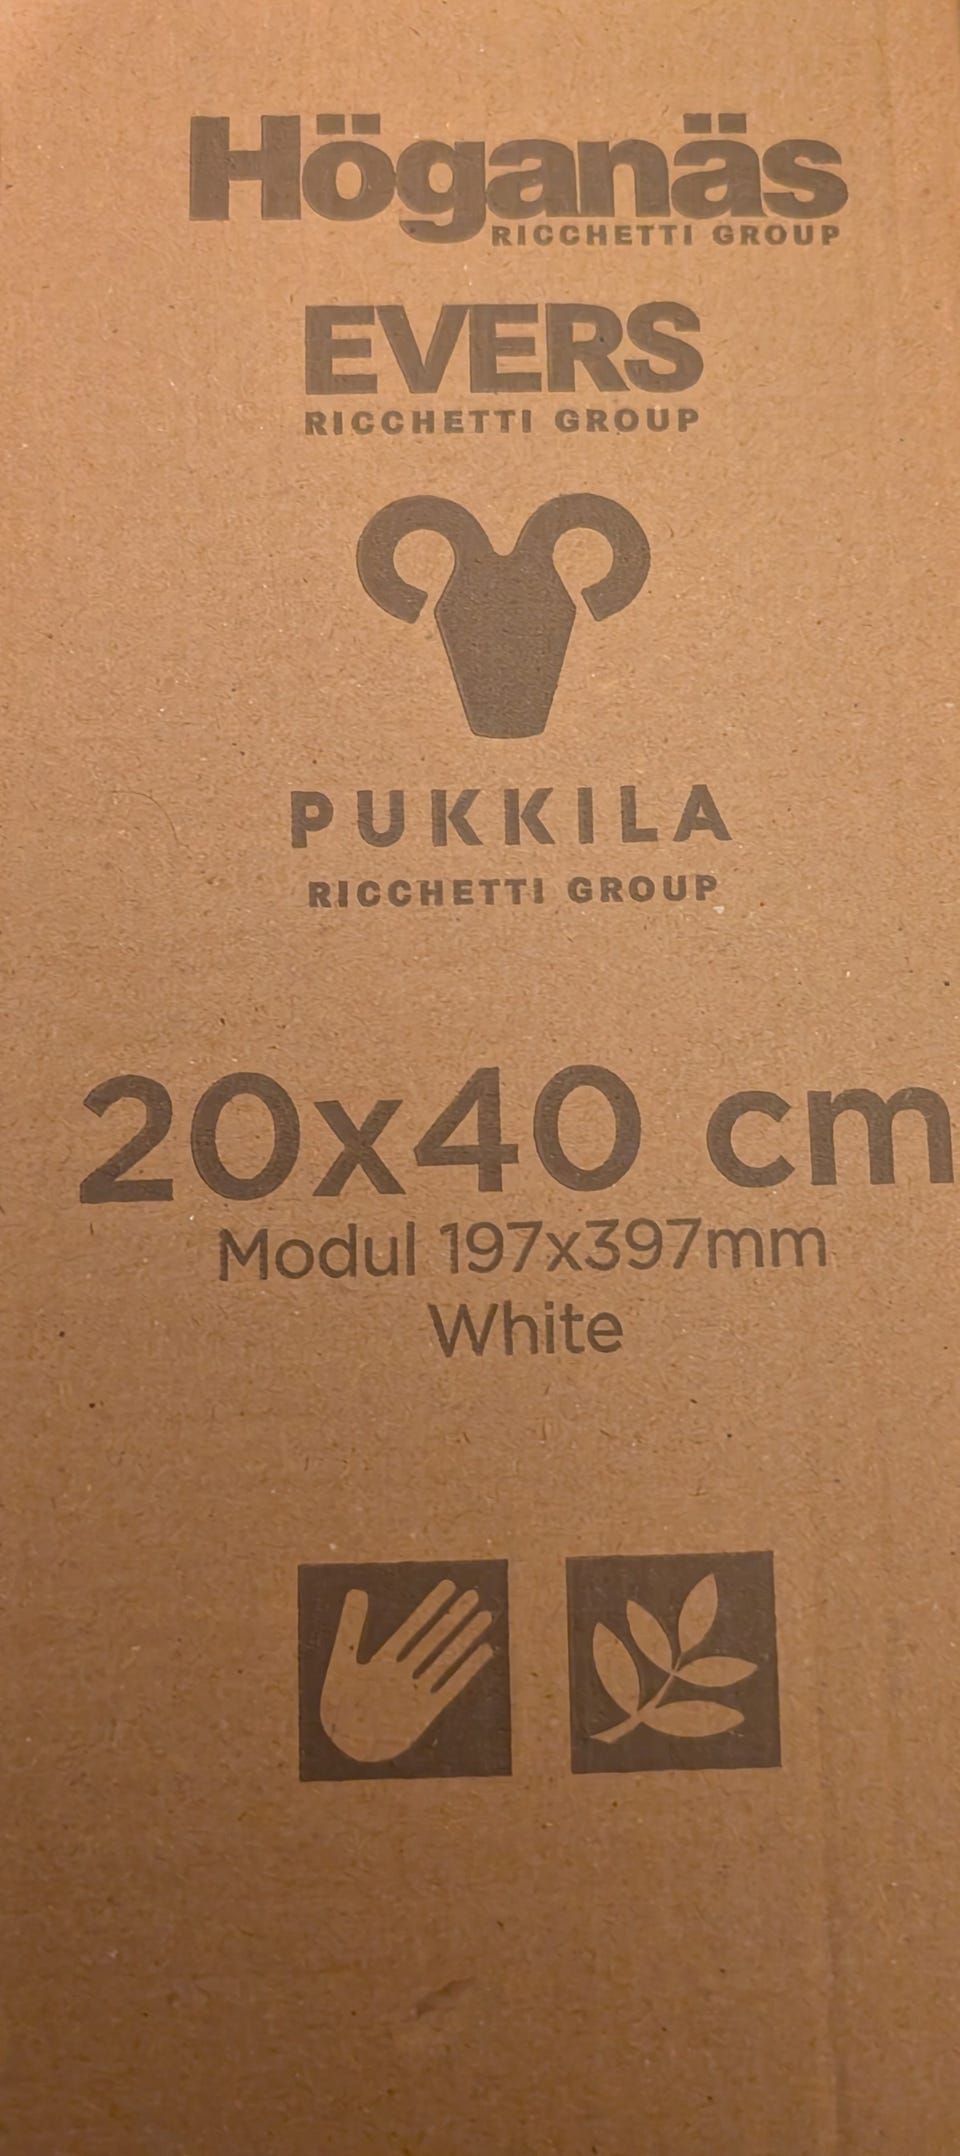 Höganäs
RICCHETTI GROUP
EVERS
RICCHETTI GROUP
PUKKILA
RICCHETTI GROUP
20x40 cm
Modul 197x397mm
White